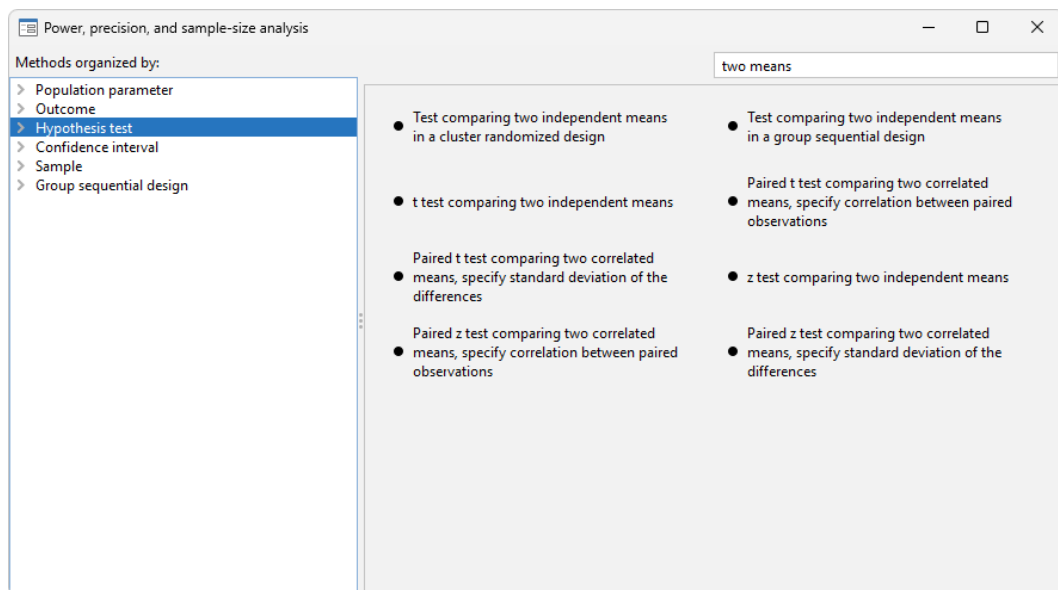 Power, precision, and sample-size analysis
Methods organized by:
two means
Population parameter
Outcome
Hypothesis test
Confidence interval
Sample
Group sequential design
Test comparing two independent means
in a cluster randomized design
Test comparing two independent means
in a group sequential design
t test comparing two independent means
Paired t test comparing two correlated
means, specify correlation between paired
observations
Paired t test comparing two correlated
means, specify standard deviation of the
differences
z test comparing two independent means
Paired z test comparing two correlated
means, specify correlation between paired
observations
Paired z test comparing two correlated
means, specify standard deviation of the
differences